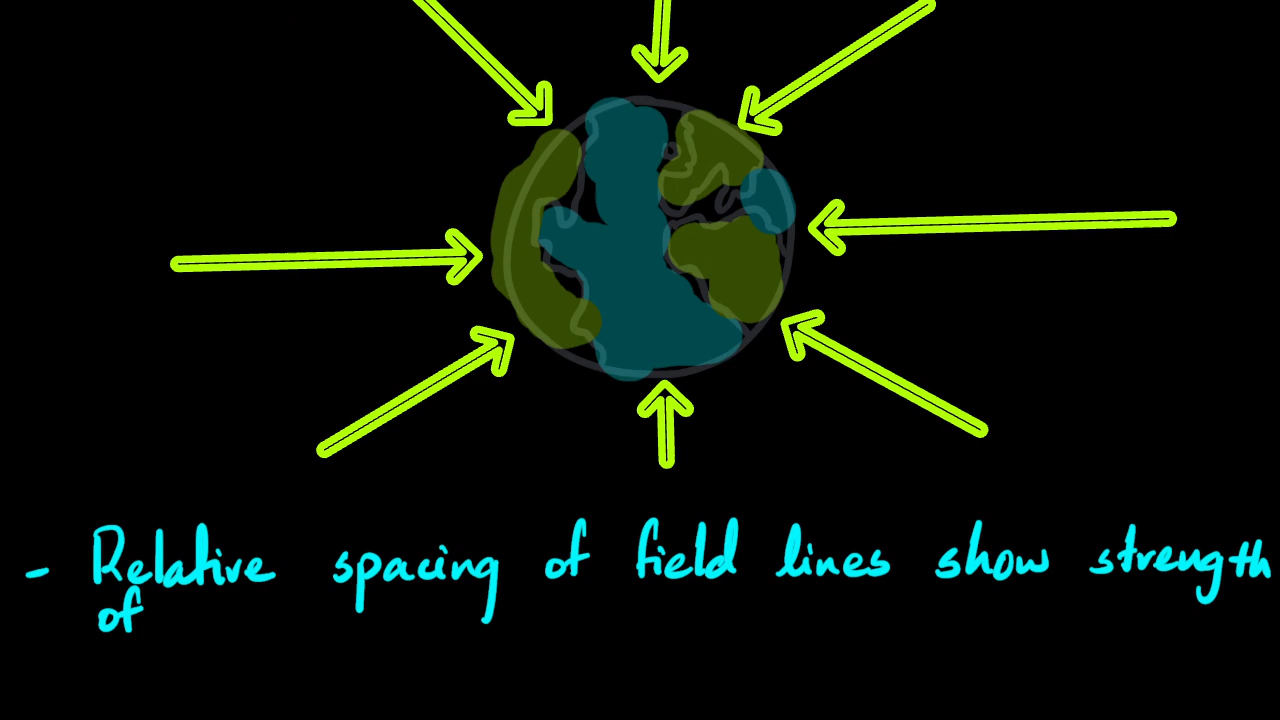 - Relative spacing of field lines show strength
of